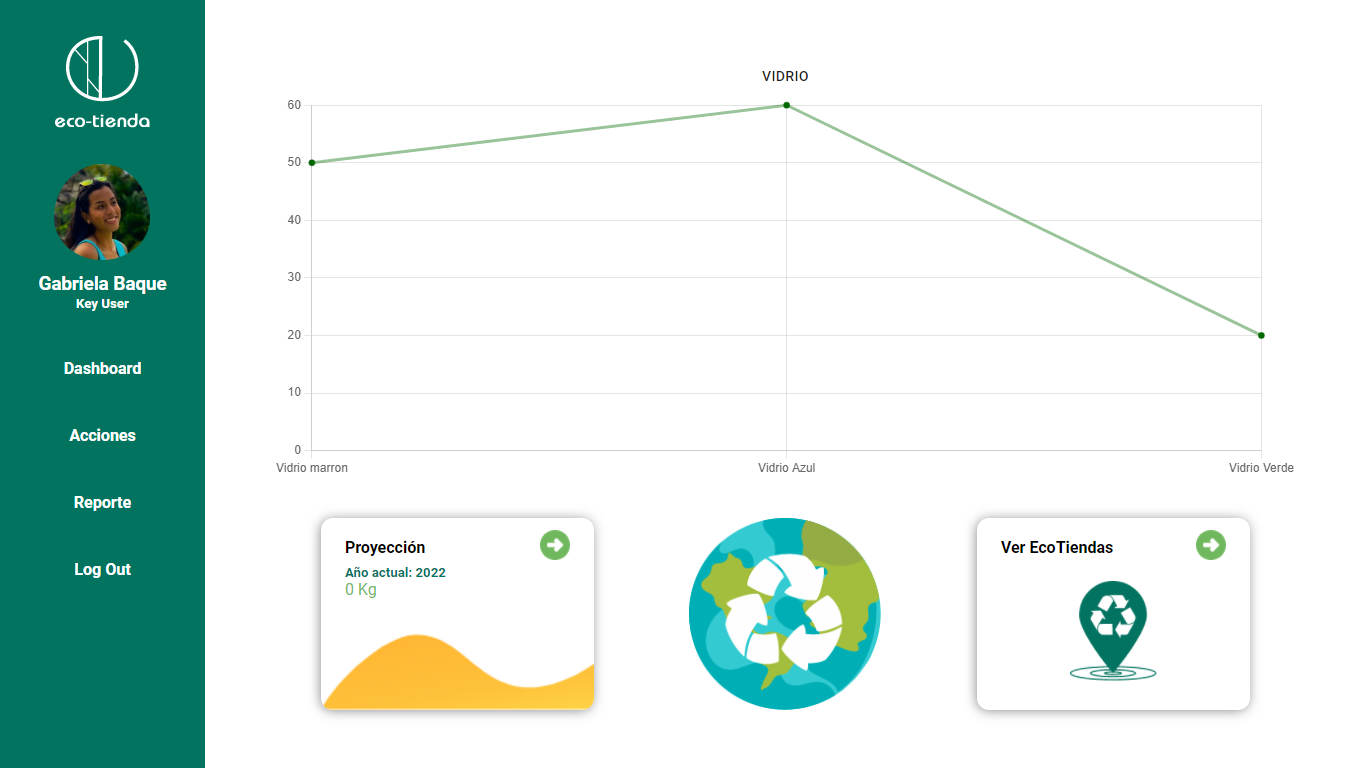 eco-tienda
Gabriela Baque
Key User
Dashboard
Acciones
Reporte
Log Out
VIDRIO
60
50
40
30
20
10
0
Vidrio marron
Vidrio Azul
Vidrio Verde
Proyección
Año actual: 2022
0 Kg
Ver EcoTiendas